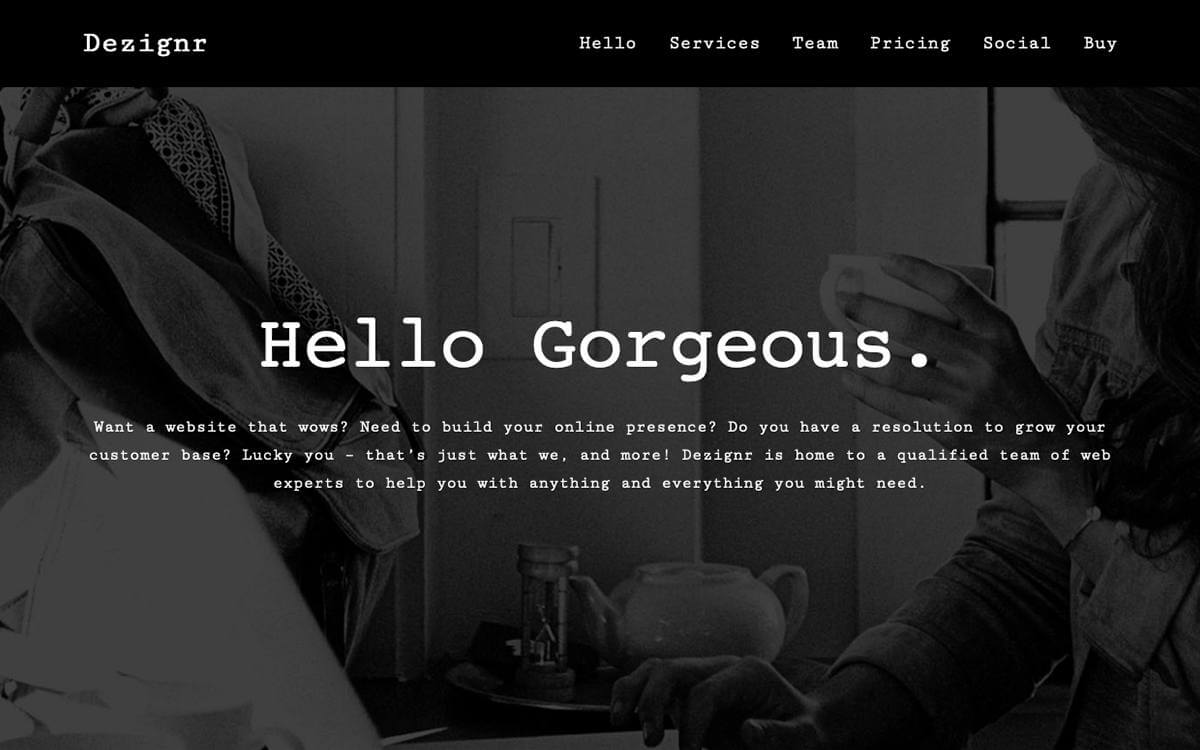 Dezignr
Hello Services Team Pricing Social Buy
Hello Gorgeous.
Want a website that wows? Need to build your online presence? Do you have a resolution to grow your
customer base? Lucky you – that's just what we, and more! Dezignr is home to a qualified team of web
experts to help you with anything and everything you might need.